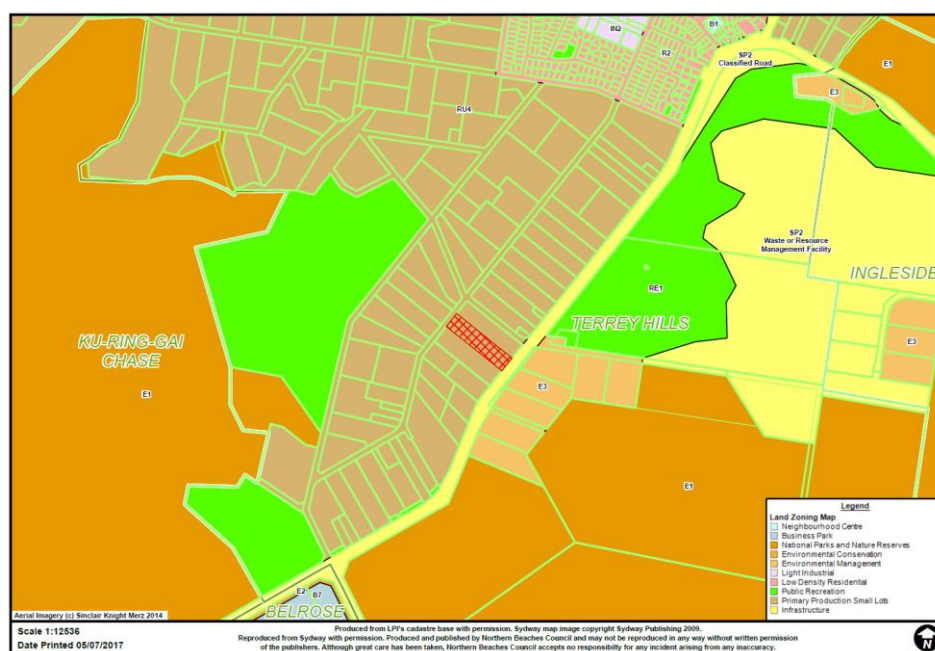 B1
IN2
R2
SP2
Classified Road
E1
E3
RU4
SP2
Waste or Resource
Management Facility
INGLESIDE
RE1
TERREY HILLS
KU-RING-GAI
CHASE
E1
E3
E3
E1
E2
B7
BELROSE
Legend
Land Zoning Map
Neighbourhood Centre
Business Park
National Parks and Nature Reserves
Environmental Conservation
Environmental Management
Light Industrial
Low Density Residential
Public Recreation
Primary Production Small Lots
Infrastructure
Aerial Imagery (c) Sinclair Knight Merz 2014
Scale 1:12536
Date Printed 05/07/2017
Produced from LPI's cadastre base with permission. Sydway map image copyright Sydway Publishing 2009.
Reproduced from Sydway with permission. Produced and published by Northern Beaches Council and may not be reproduced in any way without written permission
of the publishers. Although great care has been taken, Northern Beaches Council accepts no responsibilty for any incident arising from any inaccuracy.
N